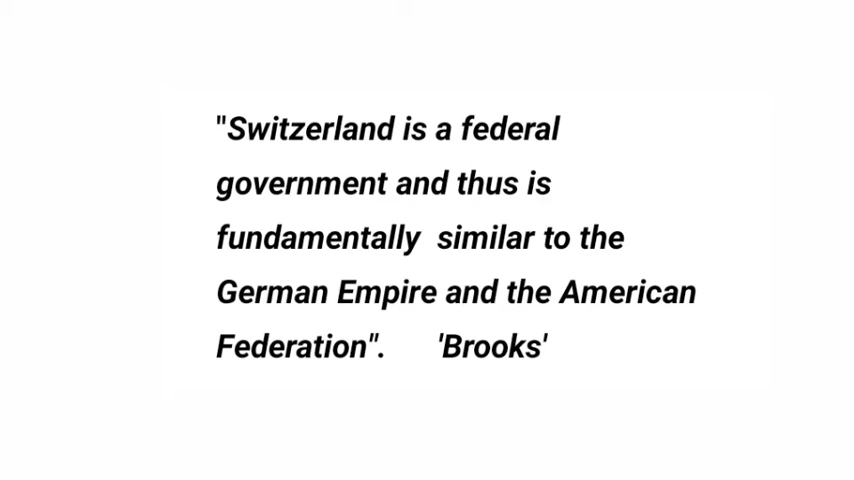 "Switzerland is a federal
government and thus is
fundamentally  similar to the
German Empire and the American
Federation".      'Brooks'